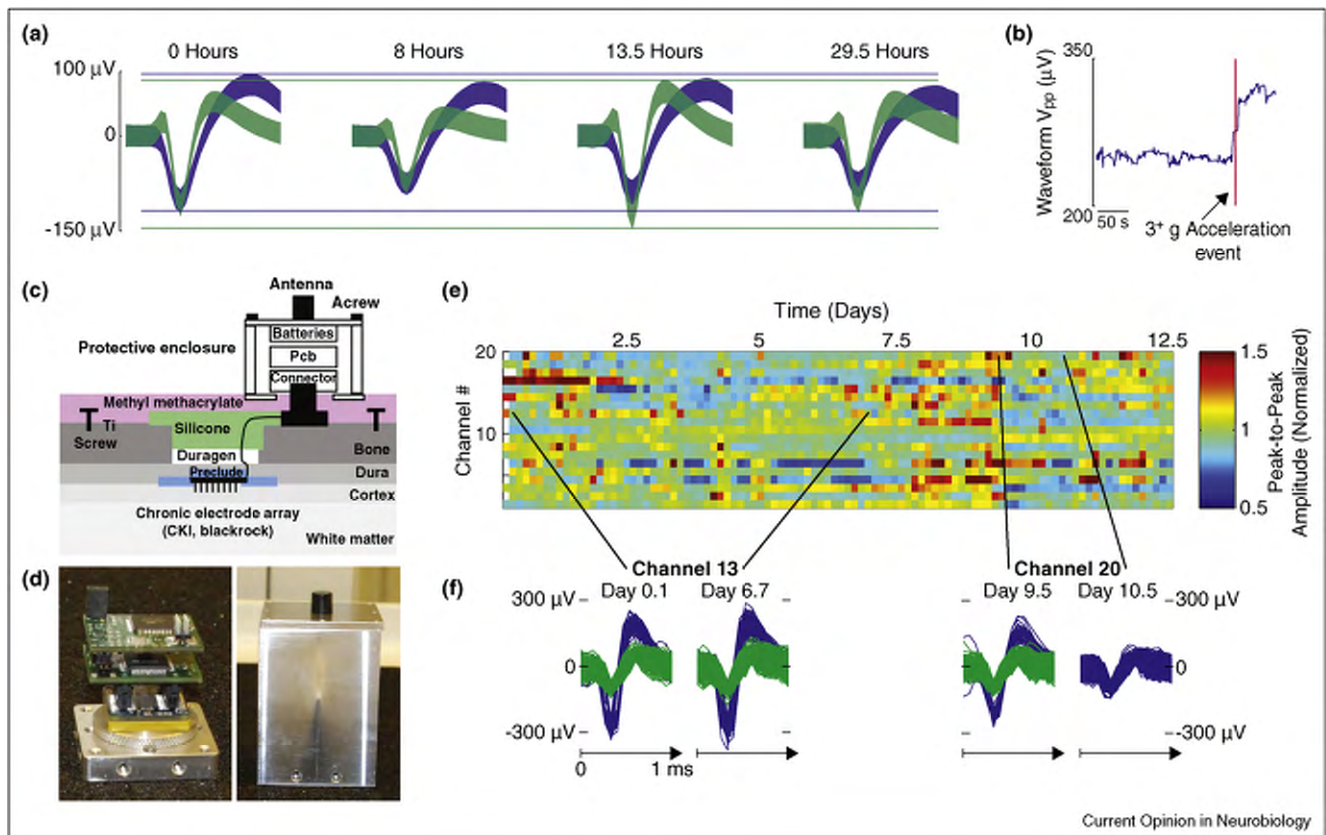 (a)
0 Hours
8 Hours
13.5 Hours
29.5 Hours
100 µV
0
-150 µV
(b)
350
Waveform Vpp (µV)
200
50 s
3+ g Acceleration
event
(c)
Antenna
Acrew
Batteries
Protective enclosure
Pcb
Connector
Methyl methacrylate
Ti
Screw
Silicone
Duragen
Bone
Preclude
Dura
Cortex
Chronic electrode array
(CKI, blackrock)
White matter
(d)
(e)
Time (Days)
2.5
5
7.5
10
12.5
20
10
Channel #
1.5
1
0.5
Peak-to-Peak
Amplitude (Normalized)
(f)
Channel 13
Day 0.1
Day 6.7
300 µV
0
-300 µV
0
1 ms
Channel 20
Day 9.5
Day 10.5
300 µV
0
-300 µV
Current Opinion in Neurobiology